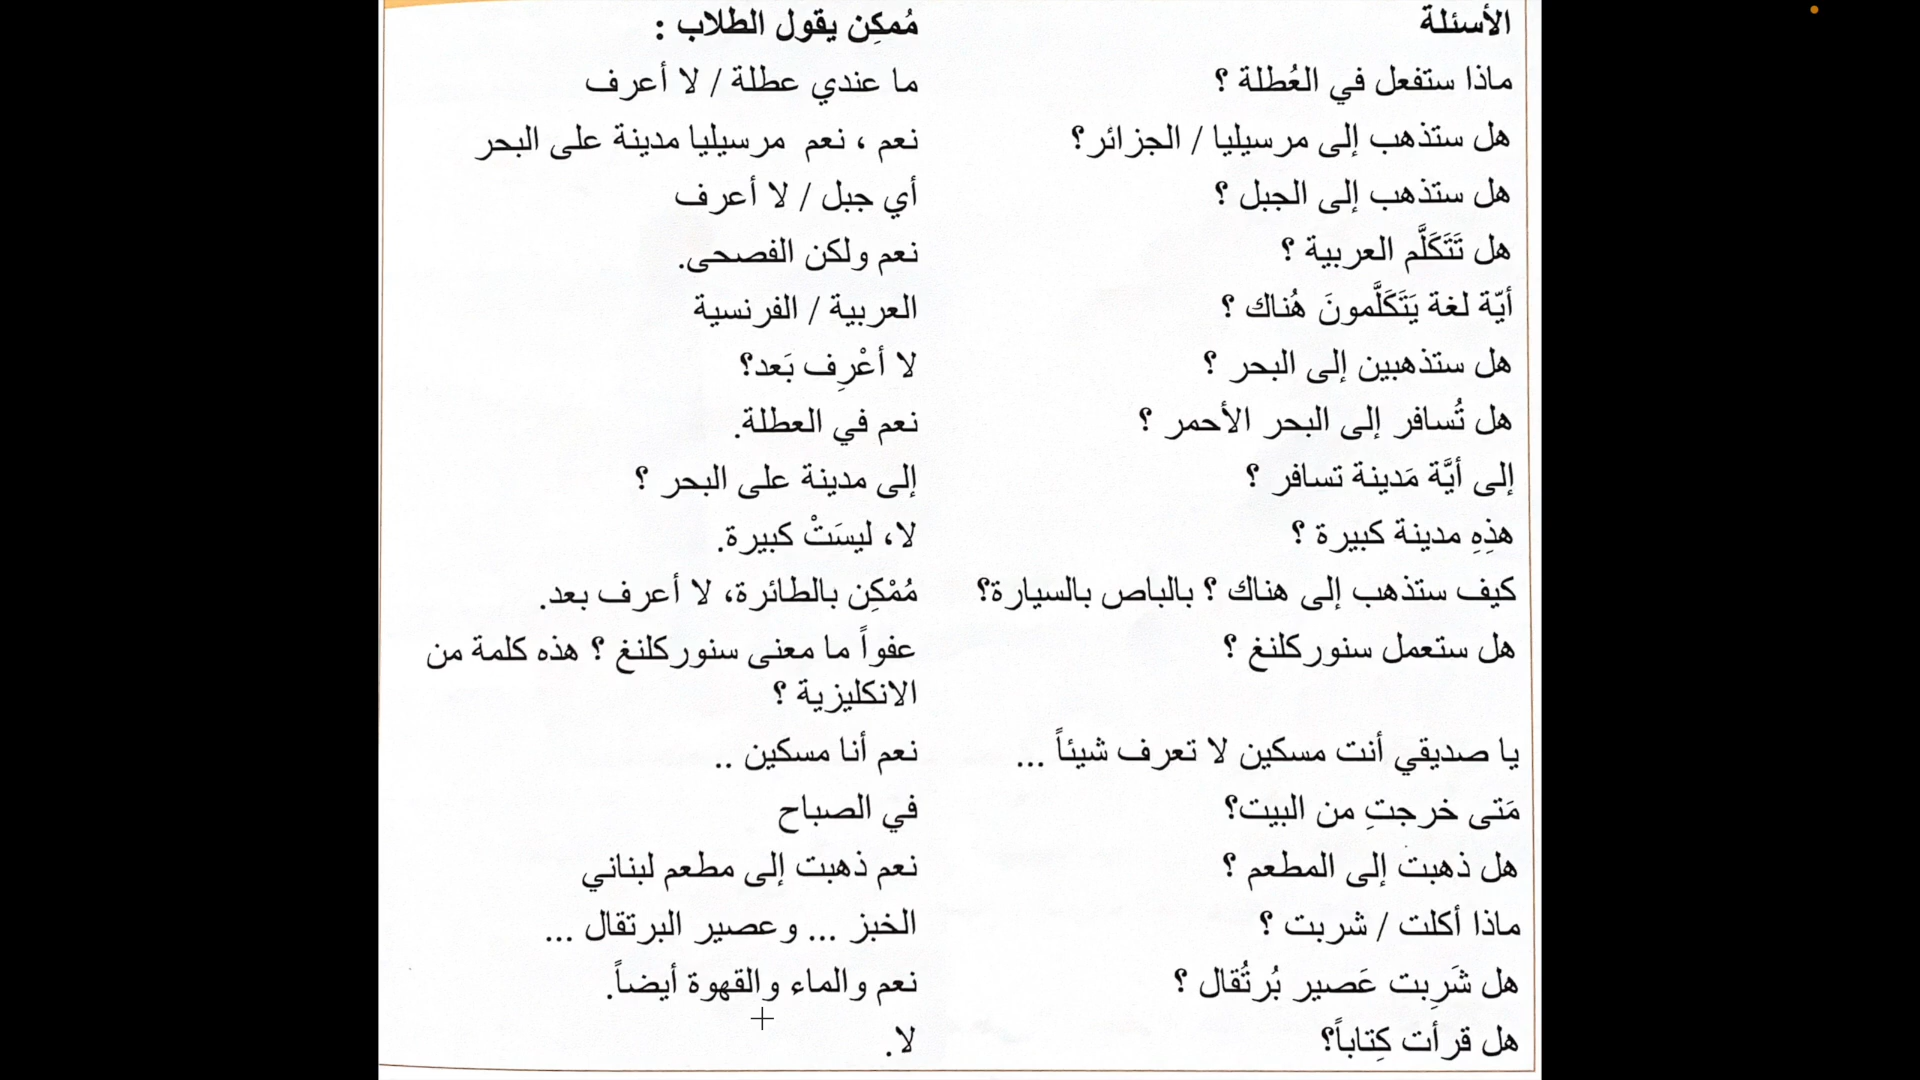 الأسئلة مُمكِن يقول الطلاب :
ماذا ستفعل في العُطلة ؟ ما عندي عطلة / لا أعرف
هل ستذهب إلى مرسيليا / الجزائر؟ نعم ، نعم مرسيليا مدينة على البحر
هل ستذهب إلى الجبل ؟ أي جبل / لا أعرف
هل تَتَكَلَّم العربية ؟ نعم ولكن الفصحى.
أيّة لغة يَتَكَلَّمونَ هُناك ؟ العربية / الفرنسية
هل ستذهبين إلى البحر ؟ لا أعْرِف بَعد؟
هل تُسافر إلى البحر الأحمر ؟ نعم في العطلة.
إلى أيَّة مَدينة تسافر ؟ إلى مدينة على البحر ؟
هذِهِ مدينة كبيرة ؟ لا، ليسَتْ كبيرة.
كيف ستذهب إلى هناك ؟ بالباص بالسيارة؟ مُمْكِن بالطائرة، لا أعرف بعد.
هل ستعمل سنوركلنغ ؟ عفواً ما معنى سنوركلنغ ؟ هذه كلمة من
الانكليزية ؟
يا صديقي أنت مسكين لا تعرف شيئاً ... نعم أنا مسكين ..
مَتى خرجتِ من البيت؟ في الصباح
هل ذهبت إلى المطعم ؟ نعم ذهبت إلى مطعم لبناني
ماذا أكلت / شربت ؟ الخبز ... وعصير البرتقال ...
هل شَرِبت عَصير بُرتُقال ؟ نعم والماء والقهوة أيضاً.
هل قرأت كِتاباً؟ لا.